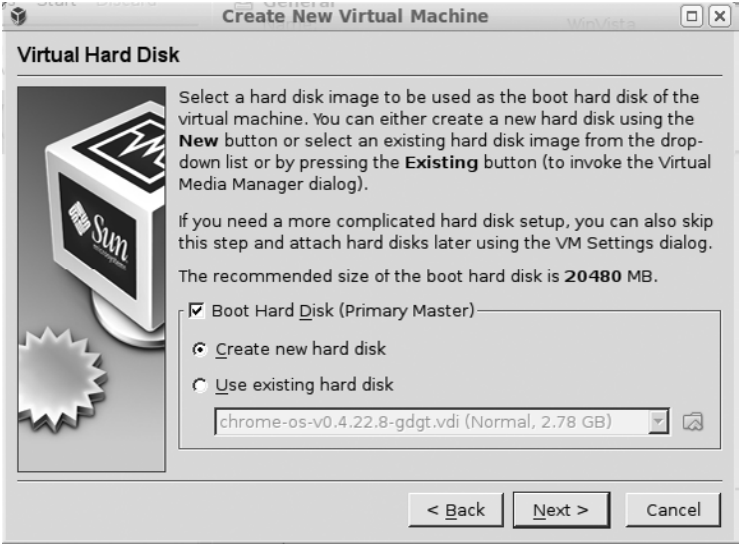 Start Discard General
Create New Virtual Machine
Name WinVista
Virtual Hard Disk
Select a hard disk image to be used as the boot hard disk of the
virtual machine. You can either create a new hard disk using the
New button or select an existing hard disk image from the drop-
down list or by pressing the Existing button (to invoke the Virtual
Media Manager dialog).
If you need a more complicated hard disk setup, you can also skip
this step and attach hard disks later using the VM Settings dialog.
The recommended size of the boot hard disk is 20480 MB.
Boot Hard Disk (Primary Master)
Create new hard disk
Use existing hard disk
chrome-os-v0.4.22.8-gdgt.vdi (Normal, 2.78 GB)
Sun
microsystems
< Back
Next >
Cancel